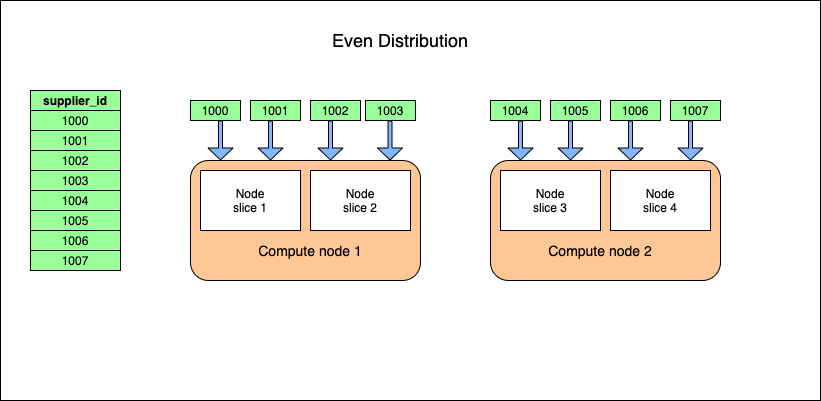 Even Distribution
supplier_id
1000
1001
1002
1003
1004
1005
1006
1007
1000 1001 1002 1003 1004 1005 1006 1007
Node
slice 1
Node
slice 2
Compute node 1
Node
slice 3
Node
slice 4
Compute node 2